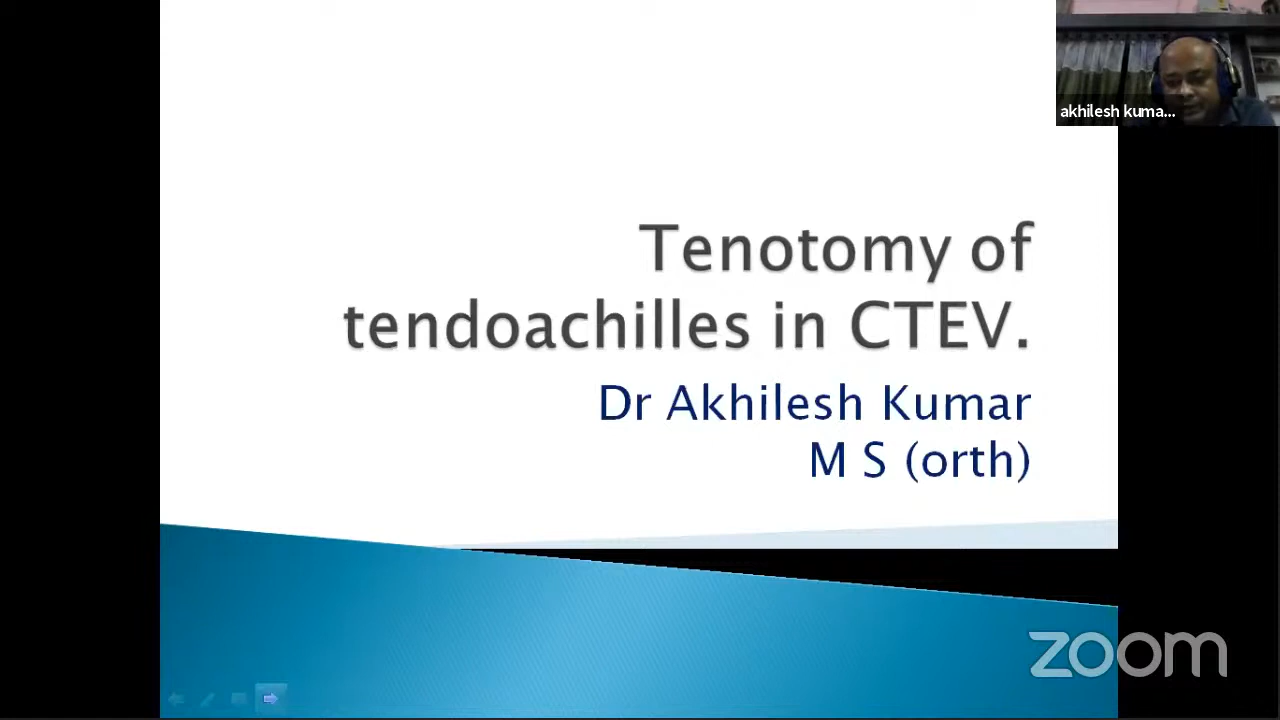 akhilesh kuma...
Tenotomy of
tendoachilles in CTEV.
Dr Akhilesh Kumar
M S (orth)
zoom